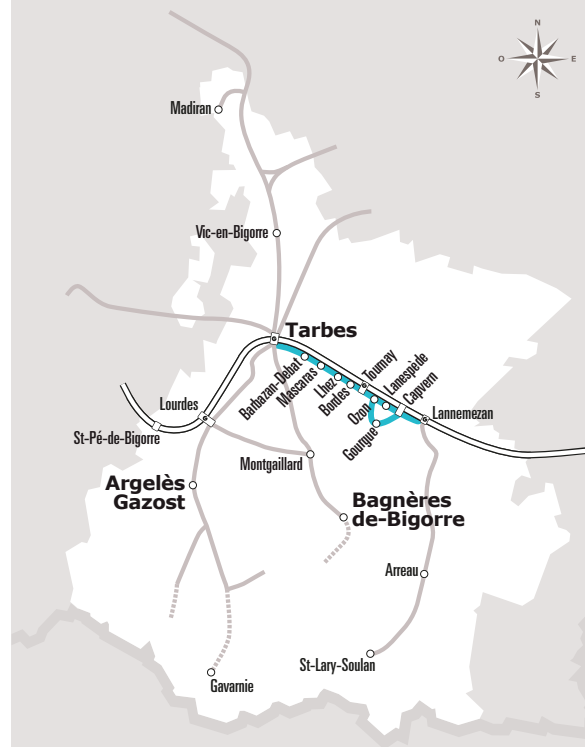 N
O
E
S
Madiran
Vic-en-Bigorre
Tarbes
Barbazan-Debat
Mascaras
Lhez
Bordes
Tournay
Ozon
Lanespède
Capvern
Gourgue
Lannemezan
Lourdes
St-Pé-de-Bigorre
Montgaillard
Argelès
Gazost
Bagnères
de-Bigorre
Arreau
St-Lary-Soulan
Gavarnie